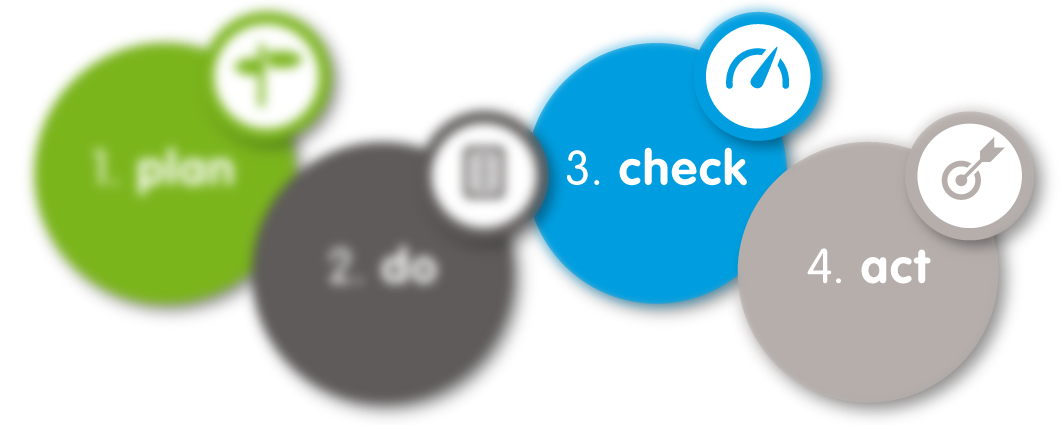 1. plan
2. do
3. check
4. act